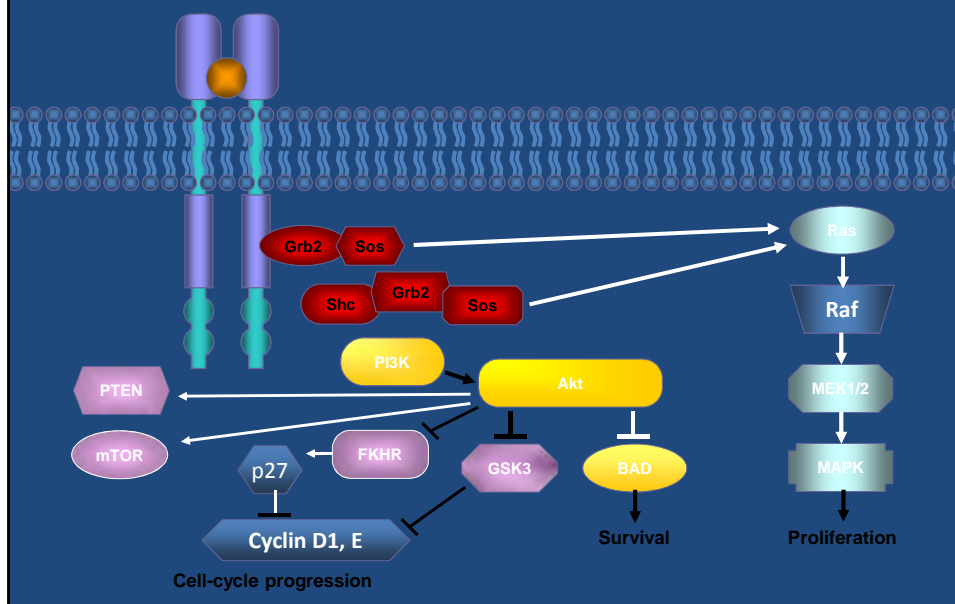 Grb2
Sos
Ras
Shc
Grb2
Sos
Raf
PI3K
PTEN
Akt
MEK1/2
mTOR
FKHR
p27
GSK3
BAD
MAPK
Cyclin D1, E
Survival
Proliferation
Cell-cycle progression